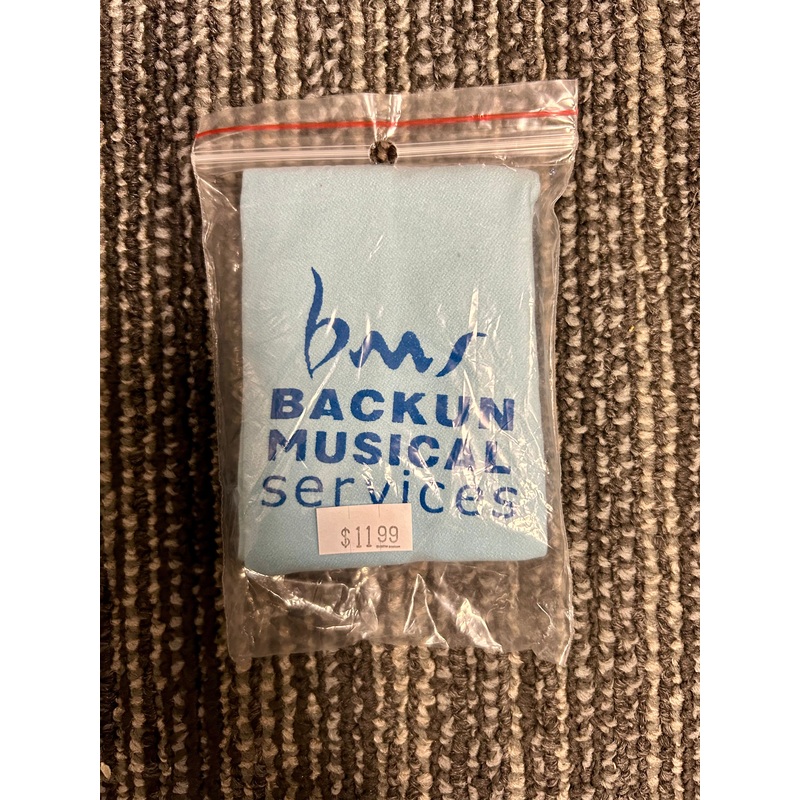 bms
BACKUN
MUSICAL
services
$11.99